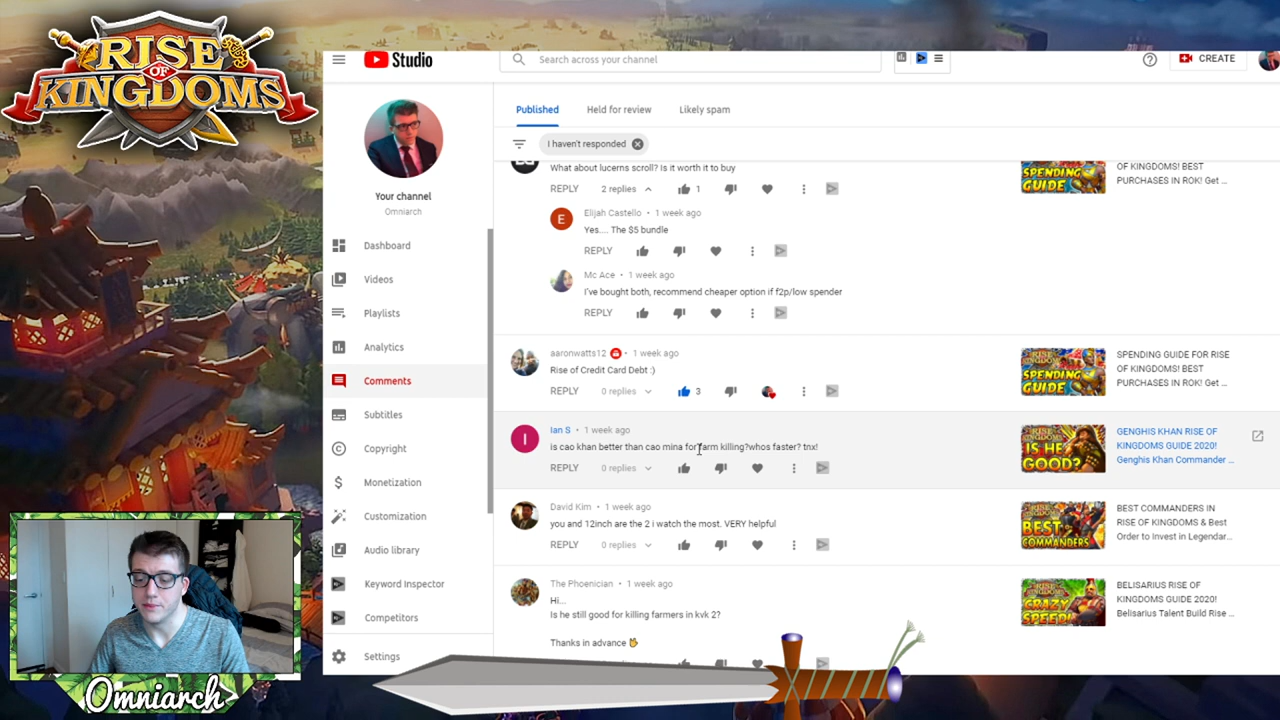 RISE
OF
KINGDOMS
Studio
Search across your channel
CREATE
Your channel
Omniarch
Dashboard
Videos
Playlists
Analytics
Comments
Subtitles
Copyright
Monetization
Customization
Audio library
Keyword Inspector
Competitors
Settings
Published
Held for review
Likely spam
I haven't responded
What about lucerns scroll? Is it worth it to buy
REPLY 2 replies 1
OF KINGDOMS! BEST
PURCHASES IN ROK! Get ...
SPENDING
GUIDE
E
Elijah Castello • 1 week ago
Yes.... The $5 bundle
REPLY
Mc Ace • 1 week ago
I've bought both, recommend cheaper option if f2p/low spender
REPLY
aaronwatts12 • 1 week ago
Rise of Credit Card Debt :)
REPLY 0 replies 3
SPENDING
GUIDE
SPENDING GUIDE FOR RISE
OF KINGDOMS! BEST
PURCHASES IN ROK! Get ...
I
Ian S • 1 week ago
is cao khan better than cao mina for farm killing?whos faster? tnx!
REPLY 0 replies
IS HE
GOOD?
GENGHIS KHAN RISE OF
KINGDOMS GUIDE 2020!
Genghis Khan Commander ...
David Kim • 1 week ago
you and 12inch are the 2 i watch the most. VERY helpful
REPLY 0 replies
BEST
COMMANDERS
BEST COMMANDERS IN
RISE OF KINGDOMS & Best
Order to Invest in Legendar...
The Phoenician • 1 week ago
Hi...
Is he still good for killing farmers in kvk 2?
Thanks in advance
CRAZY
SPEED!
BELISARIUS RISE OF
KINGDOMS GUIDE 2020!
Belisarius Talent Build Rise ...
Omniarch